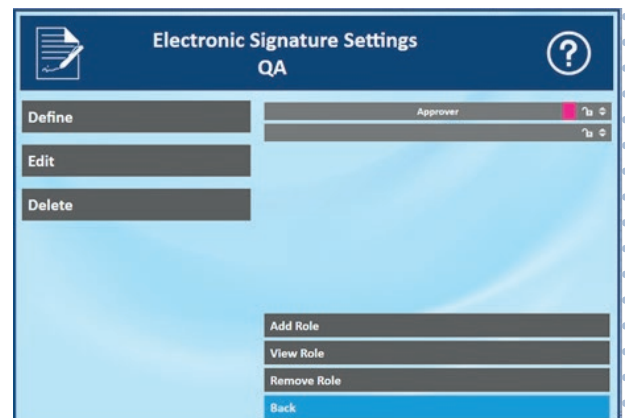 Electronic Signature Settings
QA
?
Define
Edit
Delete
Approver
Add Role
View Role
Remove Role
Back